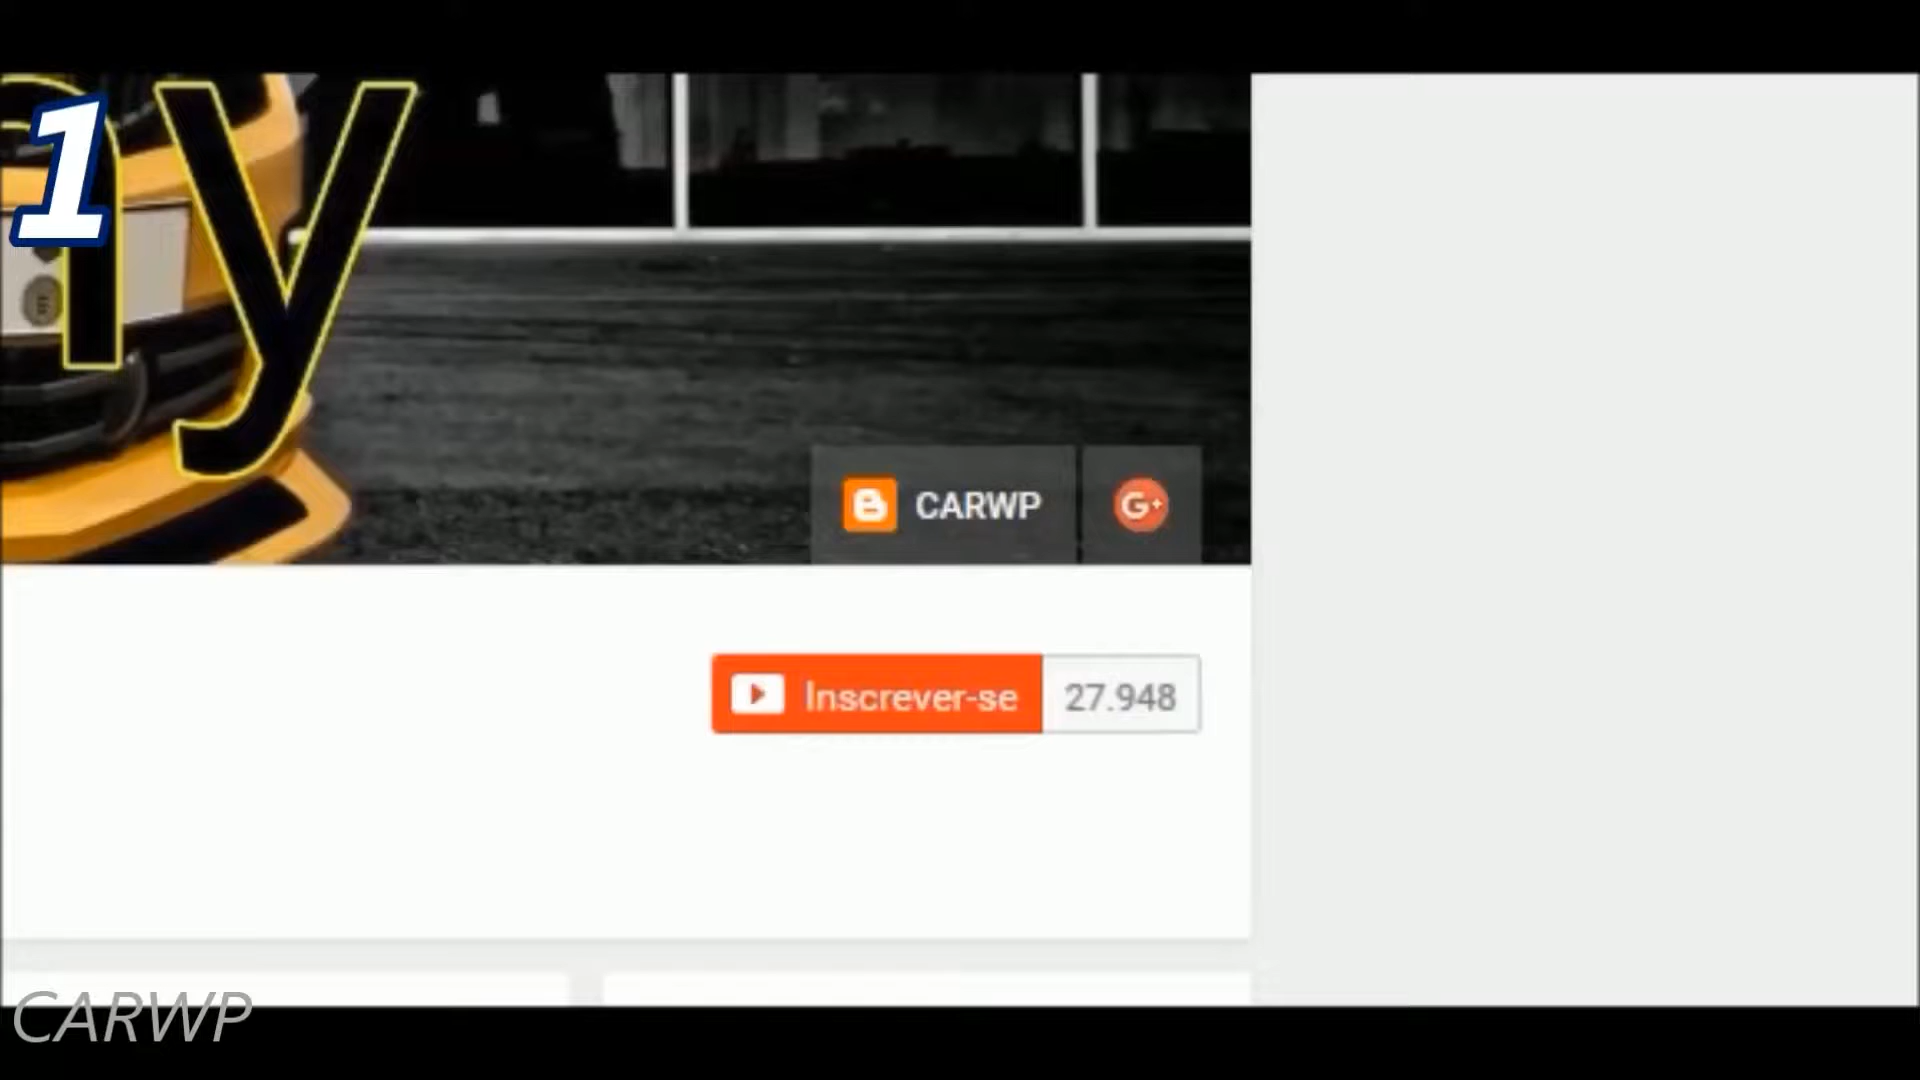 1
y
CARWP
G+
Inscrever-se 27.948
CARWP